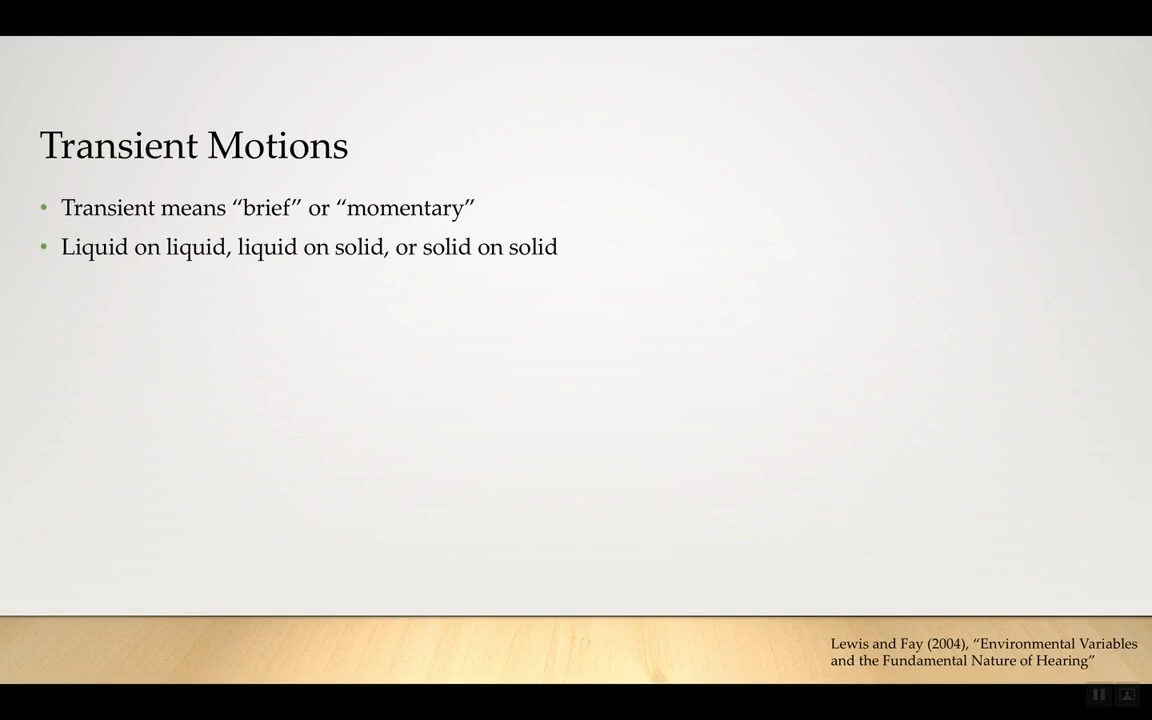 Transient Motions
• Transient means “brief” or “momentary”
• Liquid on liquid, liquid on solid, or solid on solid
Lewis and Fay (2004), “Environmental Variables
and the Fundamental Nature of Hearing”